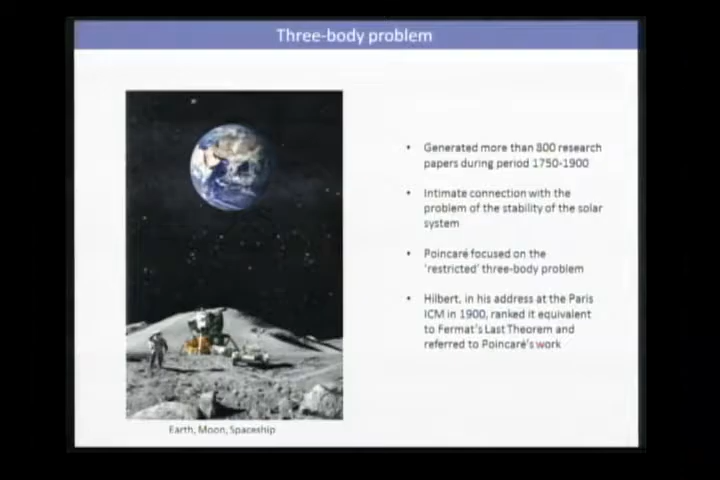 Three-body problem
• Generated more than 800 research
papers during period 1750-1900
• Intimate connection with the
problem of the stability of the solar
system
• Poincaré focused on the
'restricted' three-body problem
• Hilbert, in his address at the Paris
ICM in 1900, ranked it equivalent
to Fermat's Last Theorem and
referred to Poincaré's work
Earth, Moon, Spaceship